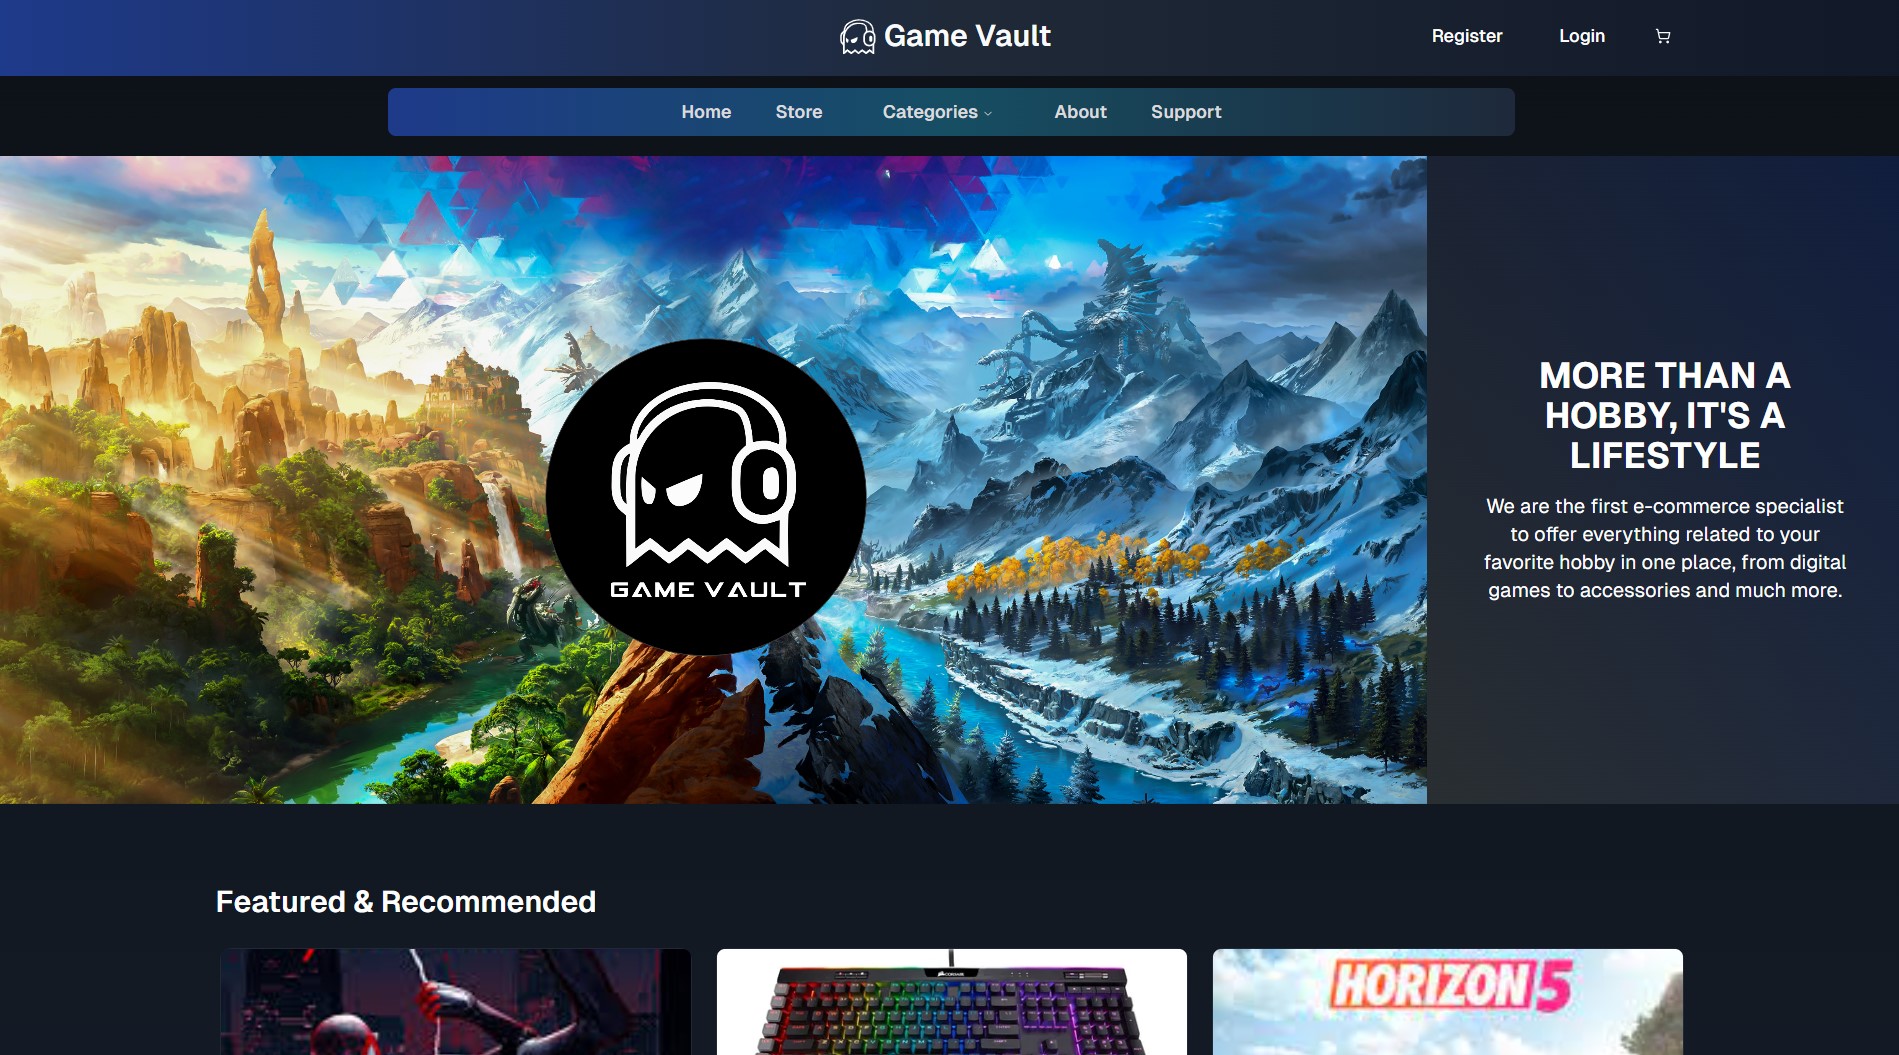 Game Vault
Register
Login
Home
Store
Categories
About
Support
GAME VAULT
MORE THAN A
HOBBY, IT'S A
LIFESTYLE
We are the first e-commerce specialist
to offer everything related to your
favorite hobby in one place, from digital
games to accessories and much more.
Featured & Recommended
CORSAIR
HORIZON 5